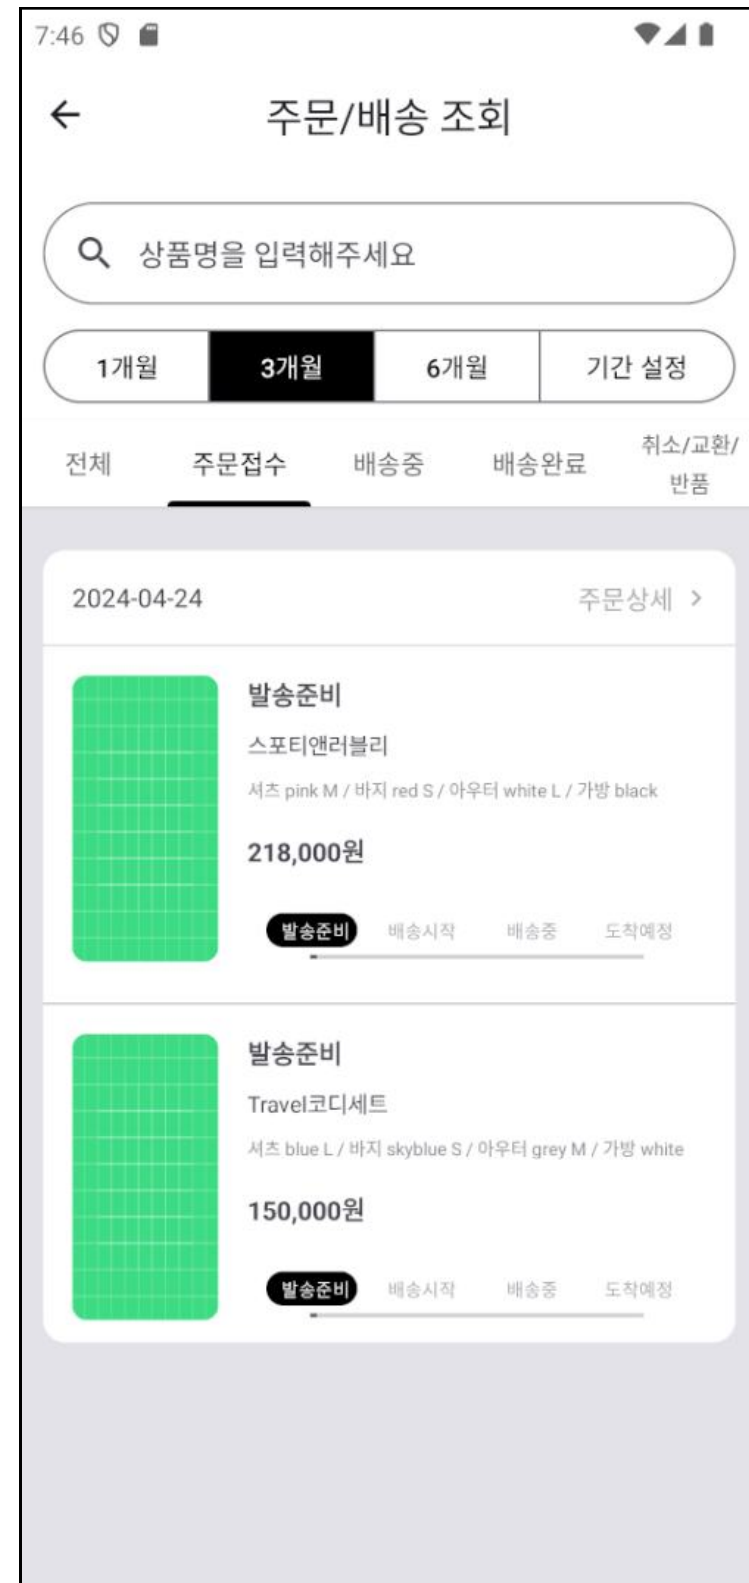 7:46
주문/배송 조회
상품명을 입력해주세요
1개월 3개월 6개월 기간 설정
전체 주문접수 배송중 배송완료 취소/교환/
반품
2024-04-24 주문상세 >
발송준비
스포티앤러블리
셔츠 pink M / 바지 red S / 아우터 white L / 가방 black
218,000원
발송준비 배송시작 배송중 도착예정
발송준비
Travel코디세트
셔츠 blue L / 바지 skyblue S / 아우터 grey M / 가방 white
150,000원
발송준비 배송시작 배송중 도착예정